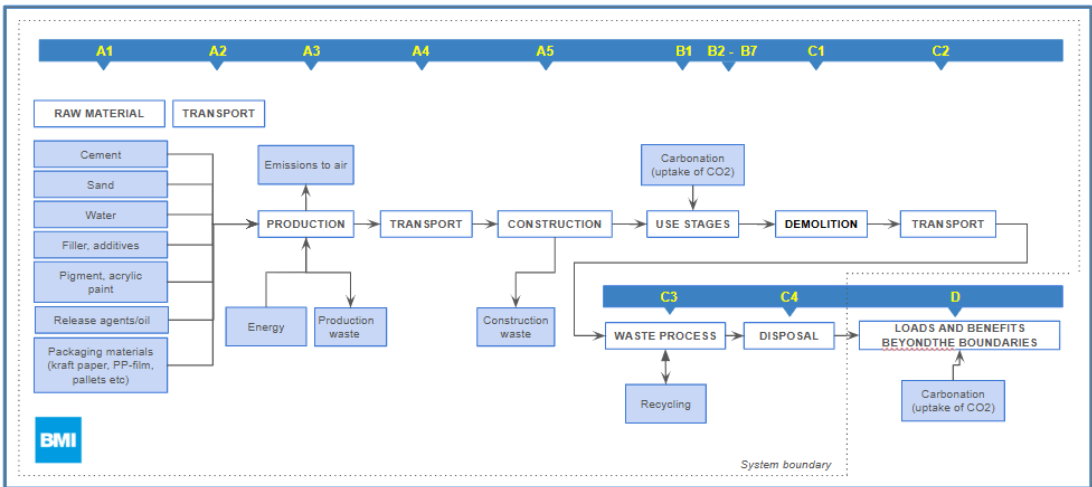 A1
A2
A3
A4
A5
B1
B2 - B7
C1
C2
RAW MATERIAL
TRANSPORT
Cement
Sand
Water
Filler, additives
Pigment, acrylic
paint
Release agents/oil
Packaging materials
(kraft paper, PP-film,
pallets etc)
Emissions to air
PRODUCTION
Energy
Production
waste
TRANSPORT
CONSTRUCTION
Construction
waste
Carbonation
(uptake of CO2)
USE STAGES
DEMOLITION
TRANSPORT
C3
C4
D
WASTE PROCESS
DISPOSAL
LOADS AND BENEFITS
BEYONDTHE BOUNDARIES
Recycling
Carbonation
(uptake of CO2)
System boundary
BMI